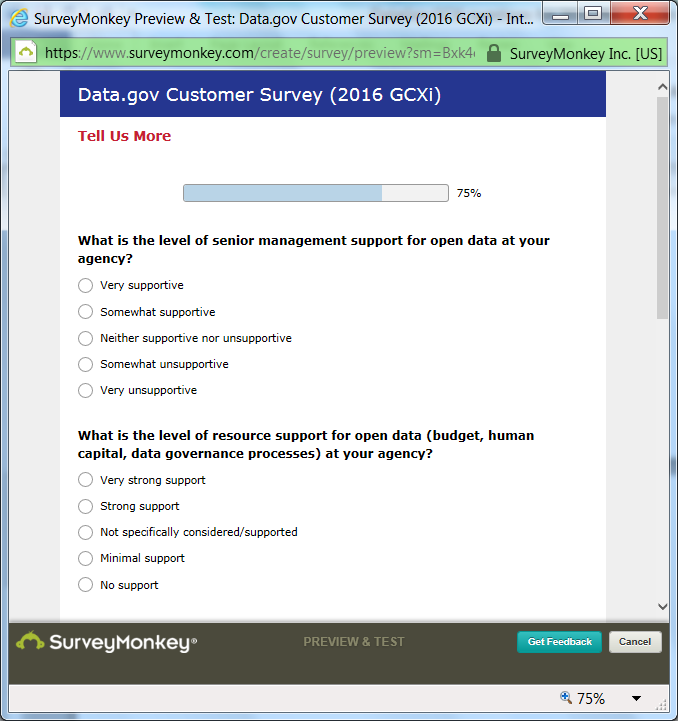 SurveyMonkey Preview & Test: Data.gov Customer Survey (2016 GCXi) - Int...
https://www.surveymonkey.com/create/survey/preview?sm=Bxk4 SurveyMonkey Inc. [US]
Data.gov Customer Survey (2016 GCXi)
Tell Us More
75%
What is the level of senior management support for open data at your
agency?
Very supportive
Somewhat supportive
Neither supportive nor unsupportive
Somewhat unsupportive
Very unsupportive
What is the level of resource support for open data (budget, human
capital, data governance processes) at your agency?
Very strong support
Strong support
Not specifically considered/supported
Minimal support
No support
SurveyMonkey® PREVIEW & TEST Get Feedback Cancel
75%